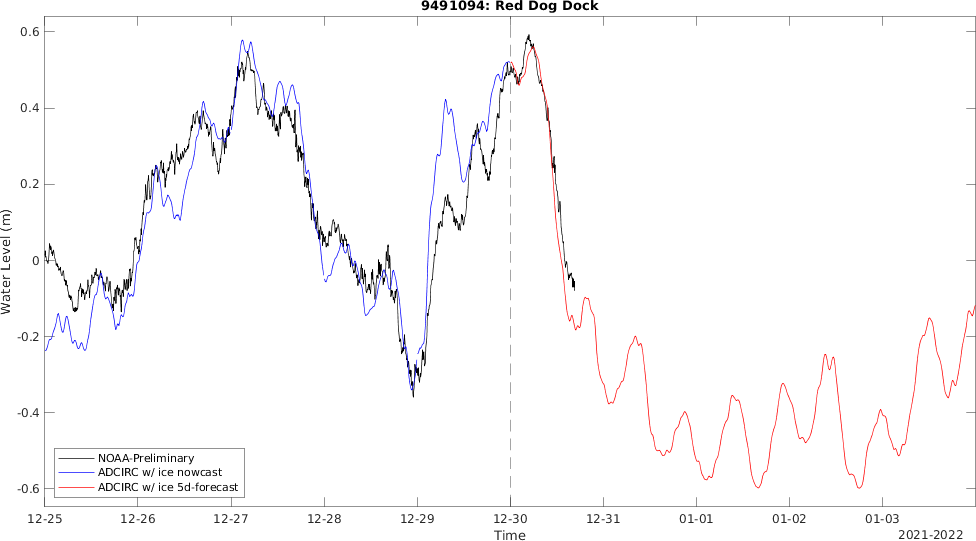 9491094: Red Dog Dock
0.6
0.4
0.2
0
-0.2
-0.4
-0.6
Water Level (m)
NOAA-Preliminary
ADCIRC w/ ice nowcast
ADCIRC w/ ice 5d-forecast
12-25 12-26 12-27 12-28 12-29 12-30 12-31 01-01 01-02 01-03
Time
2021-2022